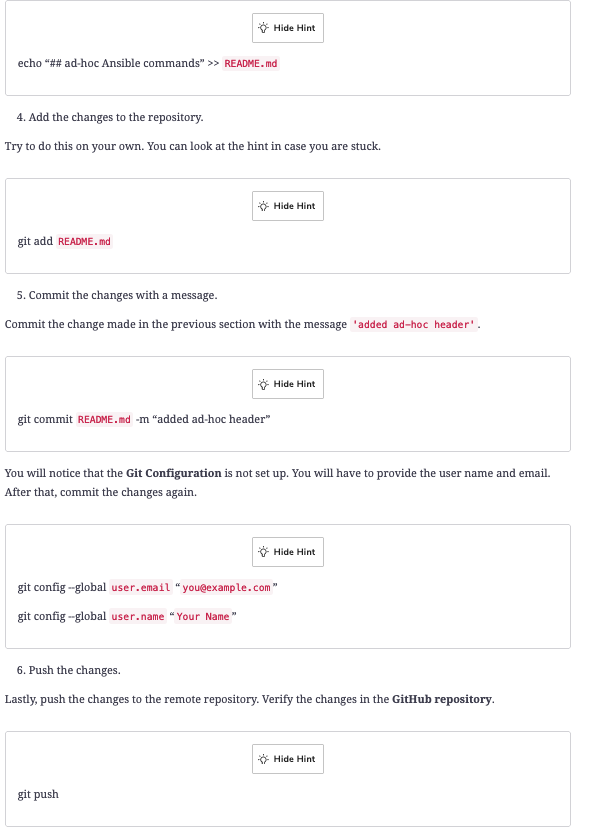 Hide Hint
echo “## ad-hoc Ansible commands” >> README.md
4. Add the changes to the repository.
Try to do this on your own. You can look at the hint in case you are stuck.
Hide Hint
git add README.md
5. Commit the changes with a message.
Commit the change made in the previous section with the message 'added ad-hoc header'.
Hide Hint
git commit README.md -m “added ad-hoc header”
You will notice that the Git Configuration is not set up. You will have to provide the user name and email.
After that, commit the changes again.
Hide Hint
git config --global user.email “you@example.com”
git config --global user.name “Your Name”
6. Push the changes.
Lastly, push the changes to the remote repository. Verify the changes in the GitHub repository.
Hide Hint
git push